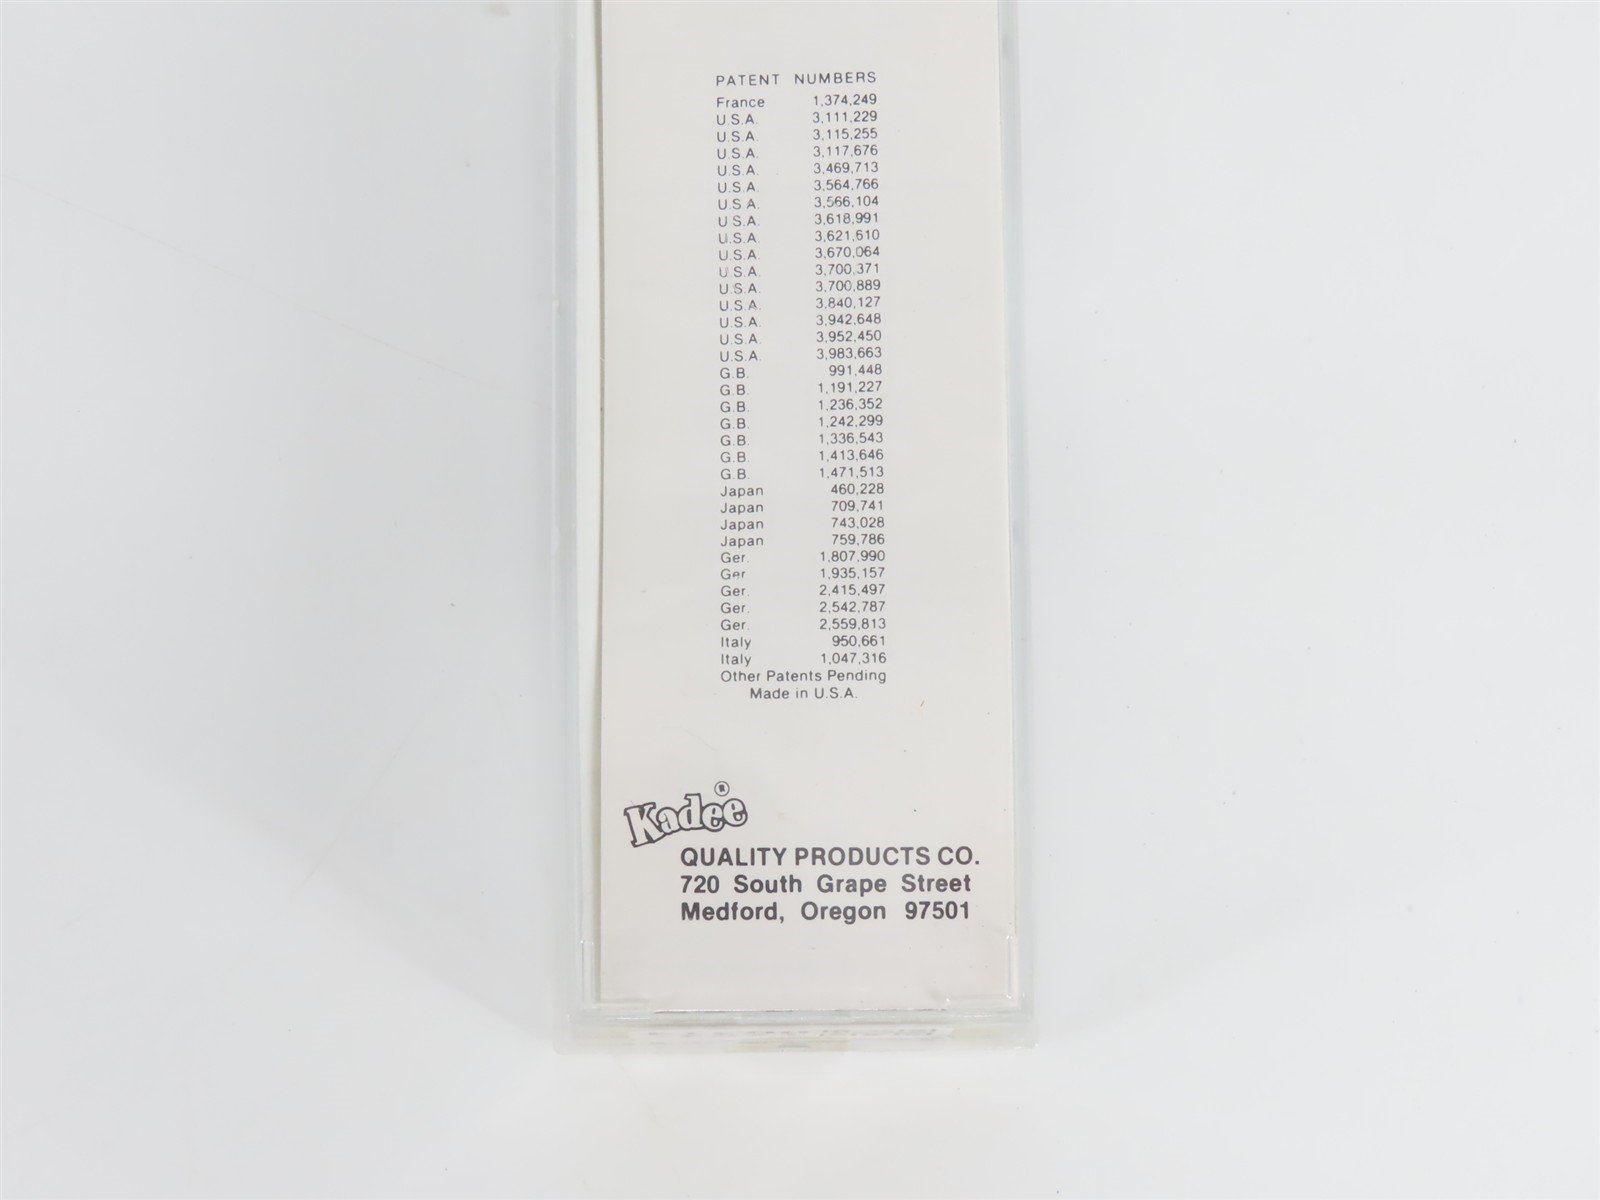 PATENT NUMBERS
France 1,374,249
U.S.A. 3,111,229
U.S.A. 3,115,255
U.S.A. 3,117,676
U.S.A. 3,469,713
U.S.A. 3,564,766
U.S.A. 3,566,104
U.S.A. 3,618,991
U.S.A. 3,621,610
U.S.A. 3,670,064
U.S.A. 3,700,371
U.S.A. 3,700,889
U.S.A. 3,840,127
U.S.A. 3,942,648
U.S.A. 3,952,450
U.S.A. 3,983,663
G.B. 991,448
G.B. 1,191,227
G.B. 1,236,352
G.B. 1,242,299
G.B. 1,336,543
G.B. 1,413,646
G.B. 1,471,513
Japan 460,228
Japan 709,741
Japan 743,028
Japan 759,786
Ger. 1,807,990
Ger 1,935,157
Ger. 2,415,497
Ger. 2,542,787
Ger. 2,559,813
Italy 950,661
Italy 1,047,316
Other Patents Pending
Made in U.S.A.
Kadee®
QUALITY PRODUCTS CO.
720 South Grape Street
Medford, Oregon 97501